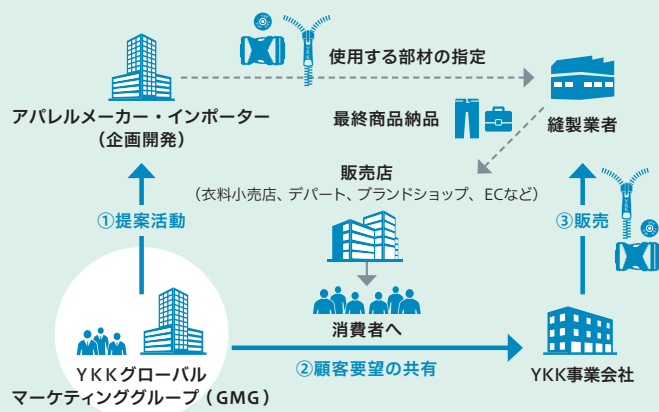 使用する部材の指定
アパレルメーカー・インポーター
（企画開発）
最終商品納品
縫製業者
販売店
（衣料小売店、デパート、ブランドショップ、ECなど）
①提案活動
③販売
消費者へ
YKKグローバル
マーケティンググループ（GMG）
②顧客要望の共有
YKK事業会社